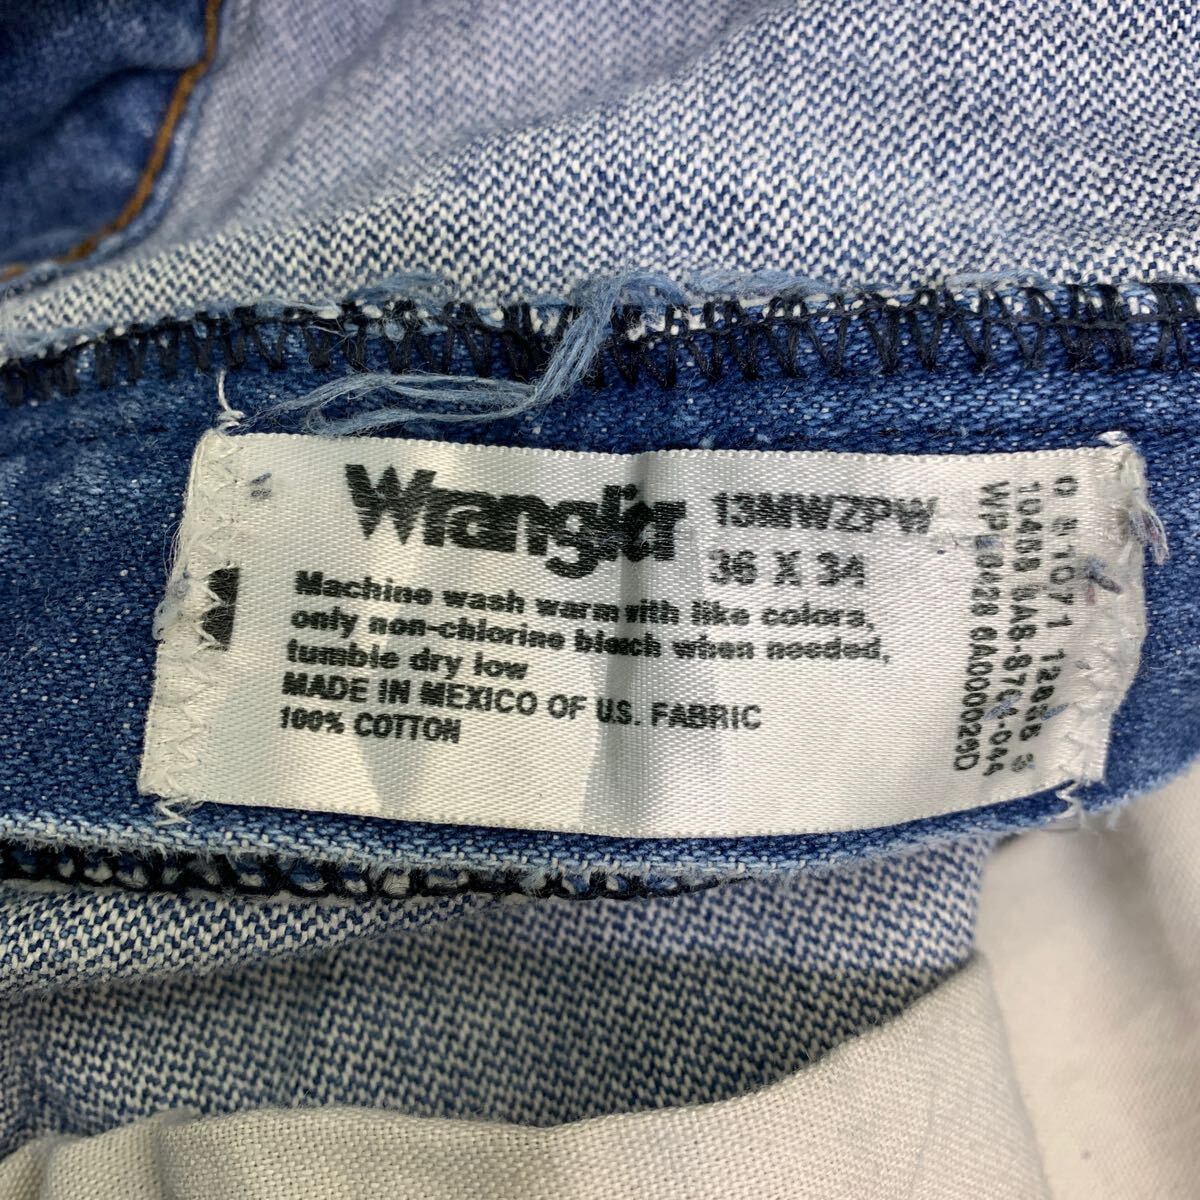 Wrangler 13MWZPW
36 X 34
Machine wash warm with like colors,
only non-chlorine bleach when needed,
tumble dry low
MADE IN MEXICO OF U.S. FABRIC
100% COTTON
1071